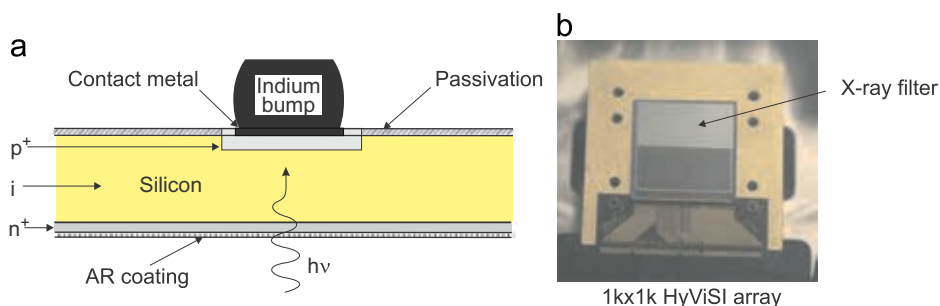 a
Contact metal
Indium
bump
Passivation
p⁺
i
Silicon
n⁺
AR coating
hν
b
X-ray filter
1kx1k HyViSI array